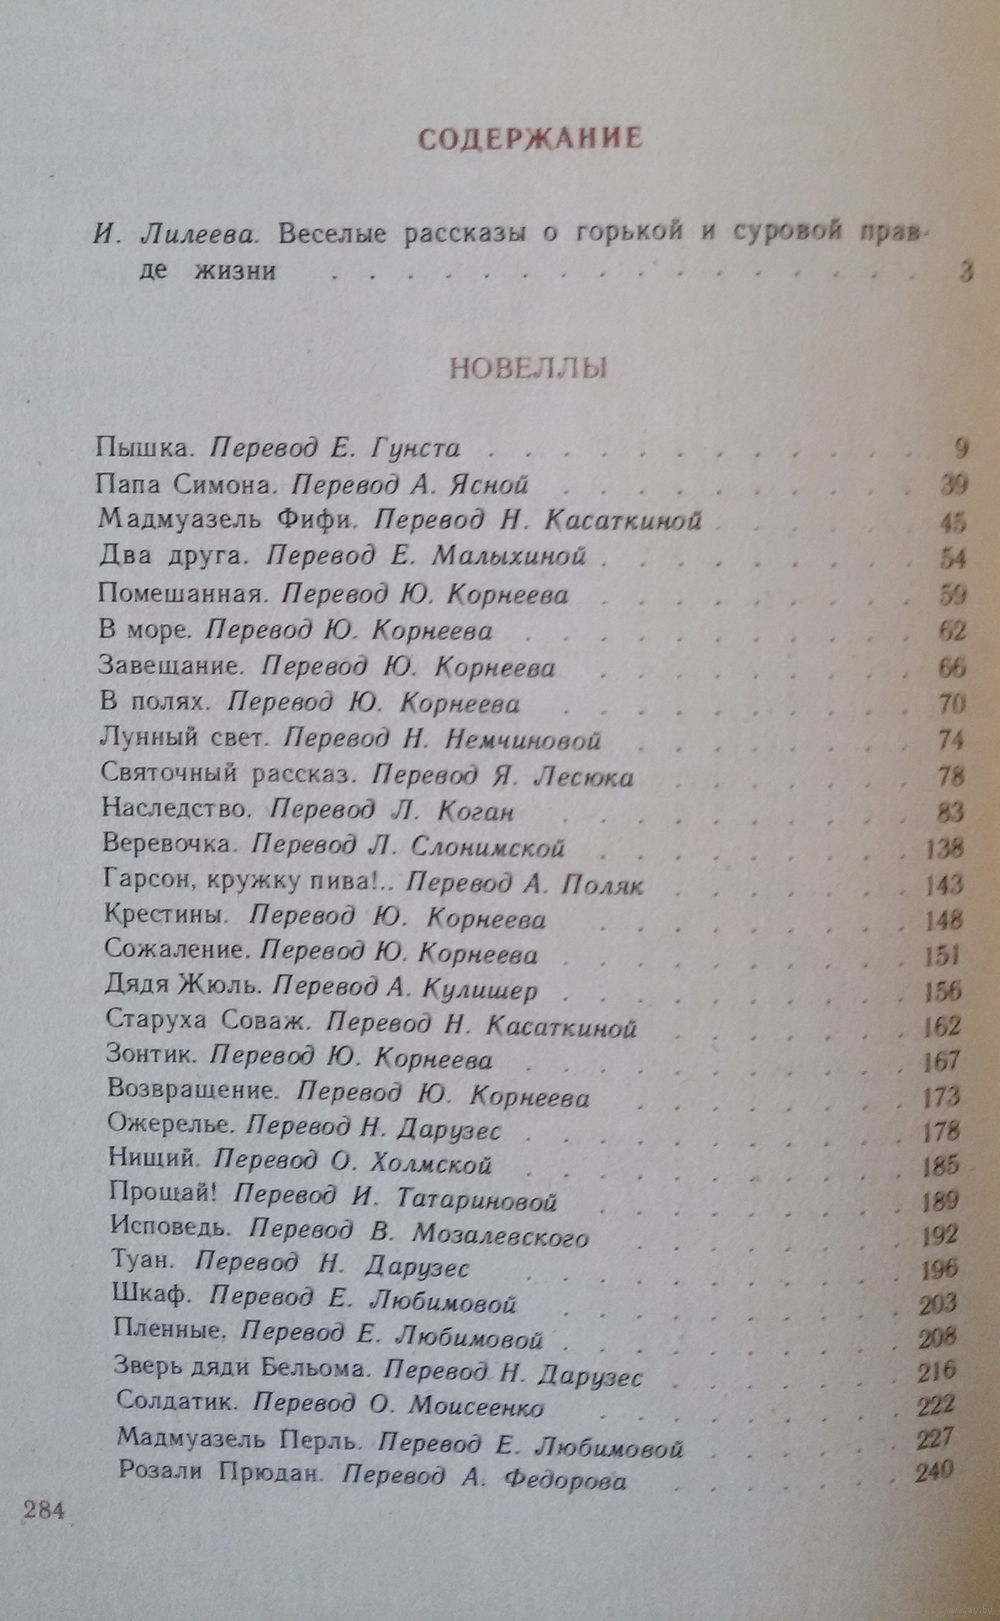 СОДЕРЖАНИЕ
И. Лилеева. Веселые рассказы о горькой и суровой прав-
де жизни . . . . . . . . . . . . . . . . 3
НОВЕЛЛЫ
Пышка. Перевод Е. Гунста . . . . . . . . . . . . 9
Папа Симона. Перевод А. Ясной . . . . . . . . . . 39
Мадмуазель Фифи. Перевод Н. Касаткиной . . . . . . 45
Два друга. Перевод Е. Малыхиной . . . . . . . . . 54
Помешанная. Перевод Ю. Корнеева . . . . . . . . . 59
В море. Перевод Ю. Корнеева . . . . . . . . . . . 62
Завещание. Перевод Ю. Корнеева . . . . . . . . . 66
В полях. Перевод Ю. Корнеева . . . . . . . . . . 70
Лунный свет. Перевод Н. Немчиновой . . . . . . . . 74
Святочный рассказ. Перевод Я. Лесюка . . . . . . . 78
Наследство. Перевод Л. Коган . . . . . . . . . . 83
Веревочка. Перевод Л. Слонимской . . . . . . . . . 138
Гарсон, кружку пива!.. Перевод А. Поляк . . . . . . . 143
Крестины. Перевод Ю. Корнеева . . . . . . . . . 148
Сожаление. Перевод Ю. Корнеева . . . . . . . . . . 151
Дядя Жюль. Перевод А. Кулишер . . . . . . . . . . 156
Старуха Соваж. Перевод Н. Касаткиной . . . . . . . 162
Зонтик. Перевод Ю. Корнеева . . . . . . . . . . . 167
Возвращение. Перевод Ю. Корнеева . . . . . . . . 173
Ожерелье. Перевод Н. Дарузес . . . . . . . . . . . 178
Нищий. Перевод О. Холмской . . . . . . . . . . . 185
Прощай! Перевод И. Татариновой . . . . . . . . . 189
Исповедь. Перевод В. Мозалевского . . . . . . . . 192
Туан. Перевод Н. Дарузес . . . . . . . . . . . 196
Шкаф. Перевод Е. Любимовой . . . . . . . . . . 203
Пленные. Перевод Е. Любимовой . . . . . . . . . . 208
Зверь дяди Бельома. Перевод Н. Дарузес . . . . . . . 216
Солдатик. Перевод О. Моисеенко . . . . . . . . . 222
Мадмуазель Перль. Перевод Е. Любимовой . . . . . . 227
Розали Прюдан. Перевод А. Федорова . . . . . . . 240
284
www.ay.by